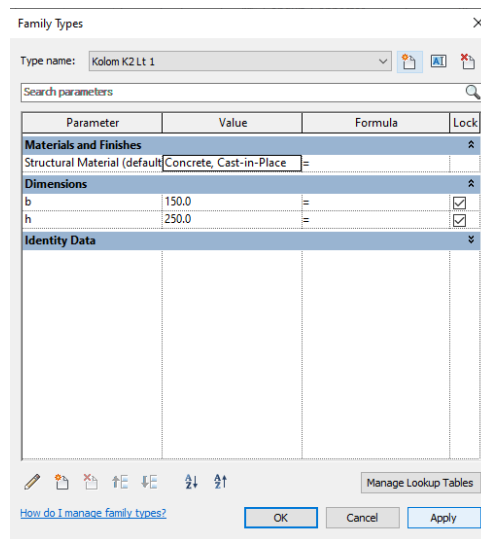 Family Types
Type name: Kolom K2 Lt 1
Search parameters
Parameter Value Formula Lock
Materials and Finishes
Structural Material (default Concrete, Cast-in-Place =
Dimensions
b 150.0 =
h 250.0 =
Identity Data
Manage Lookup Tables
How do I manage family types?
OK Cancel Apply